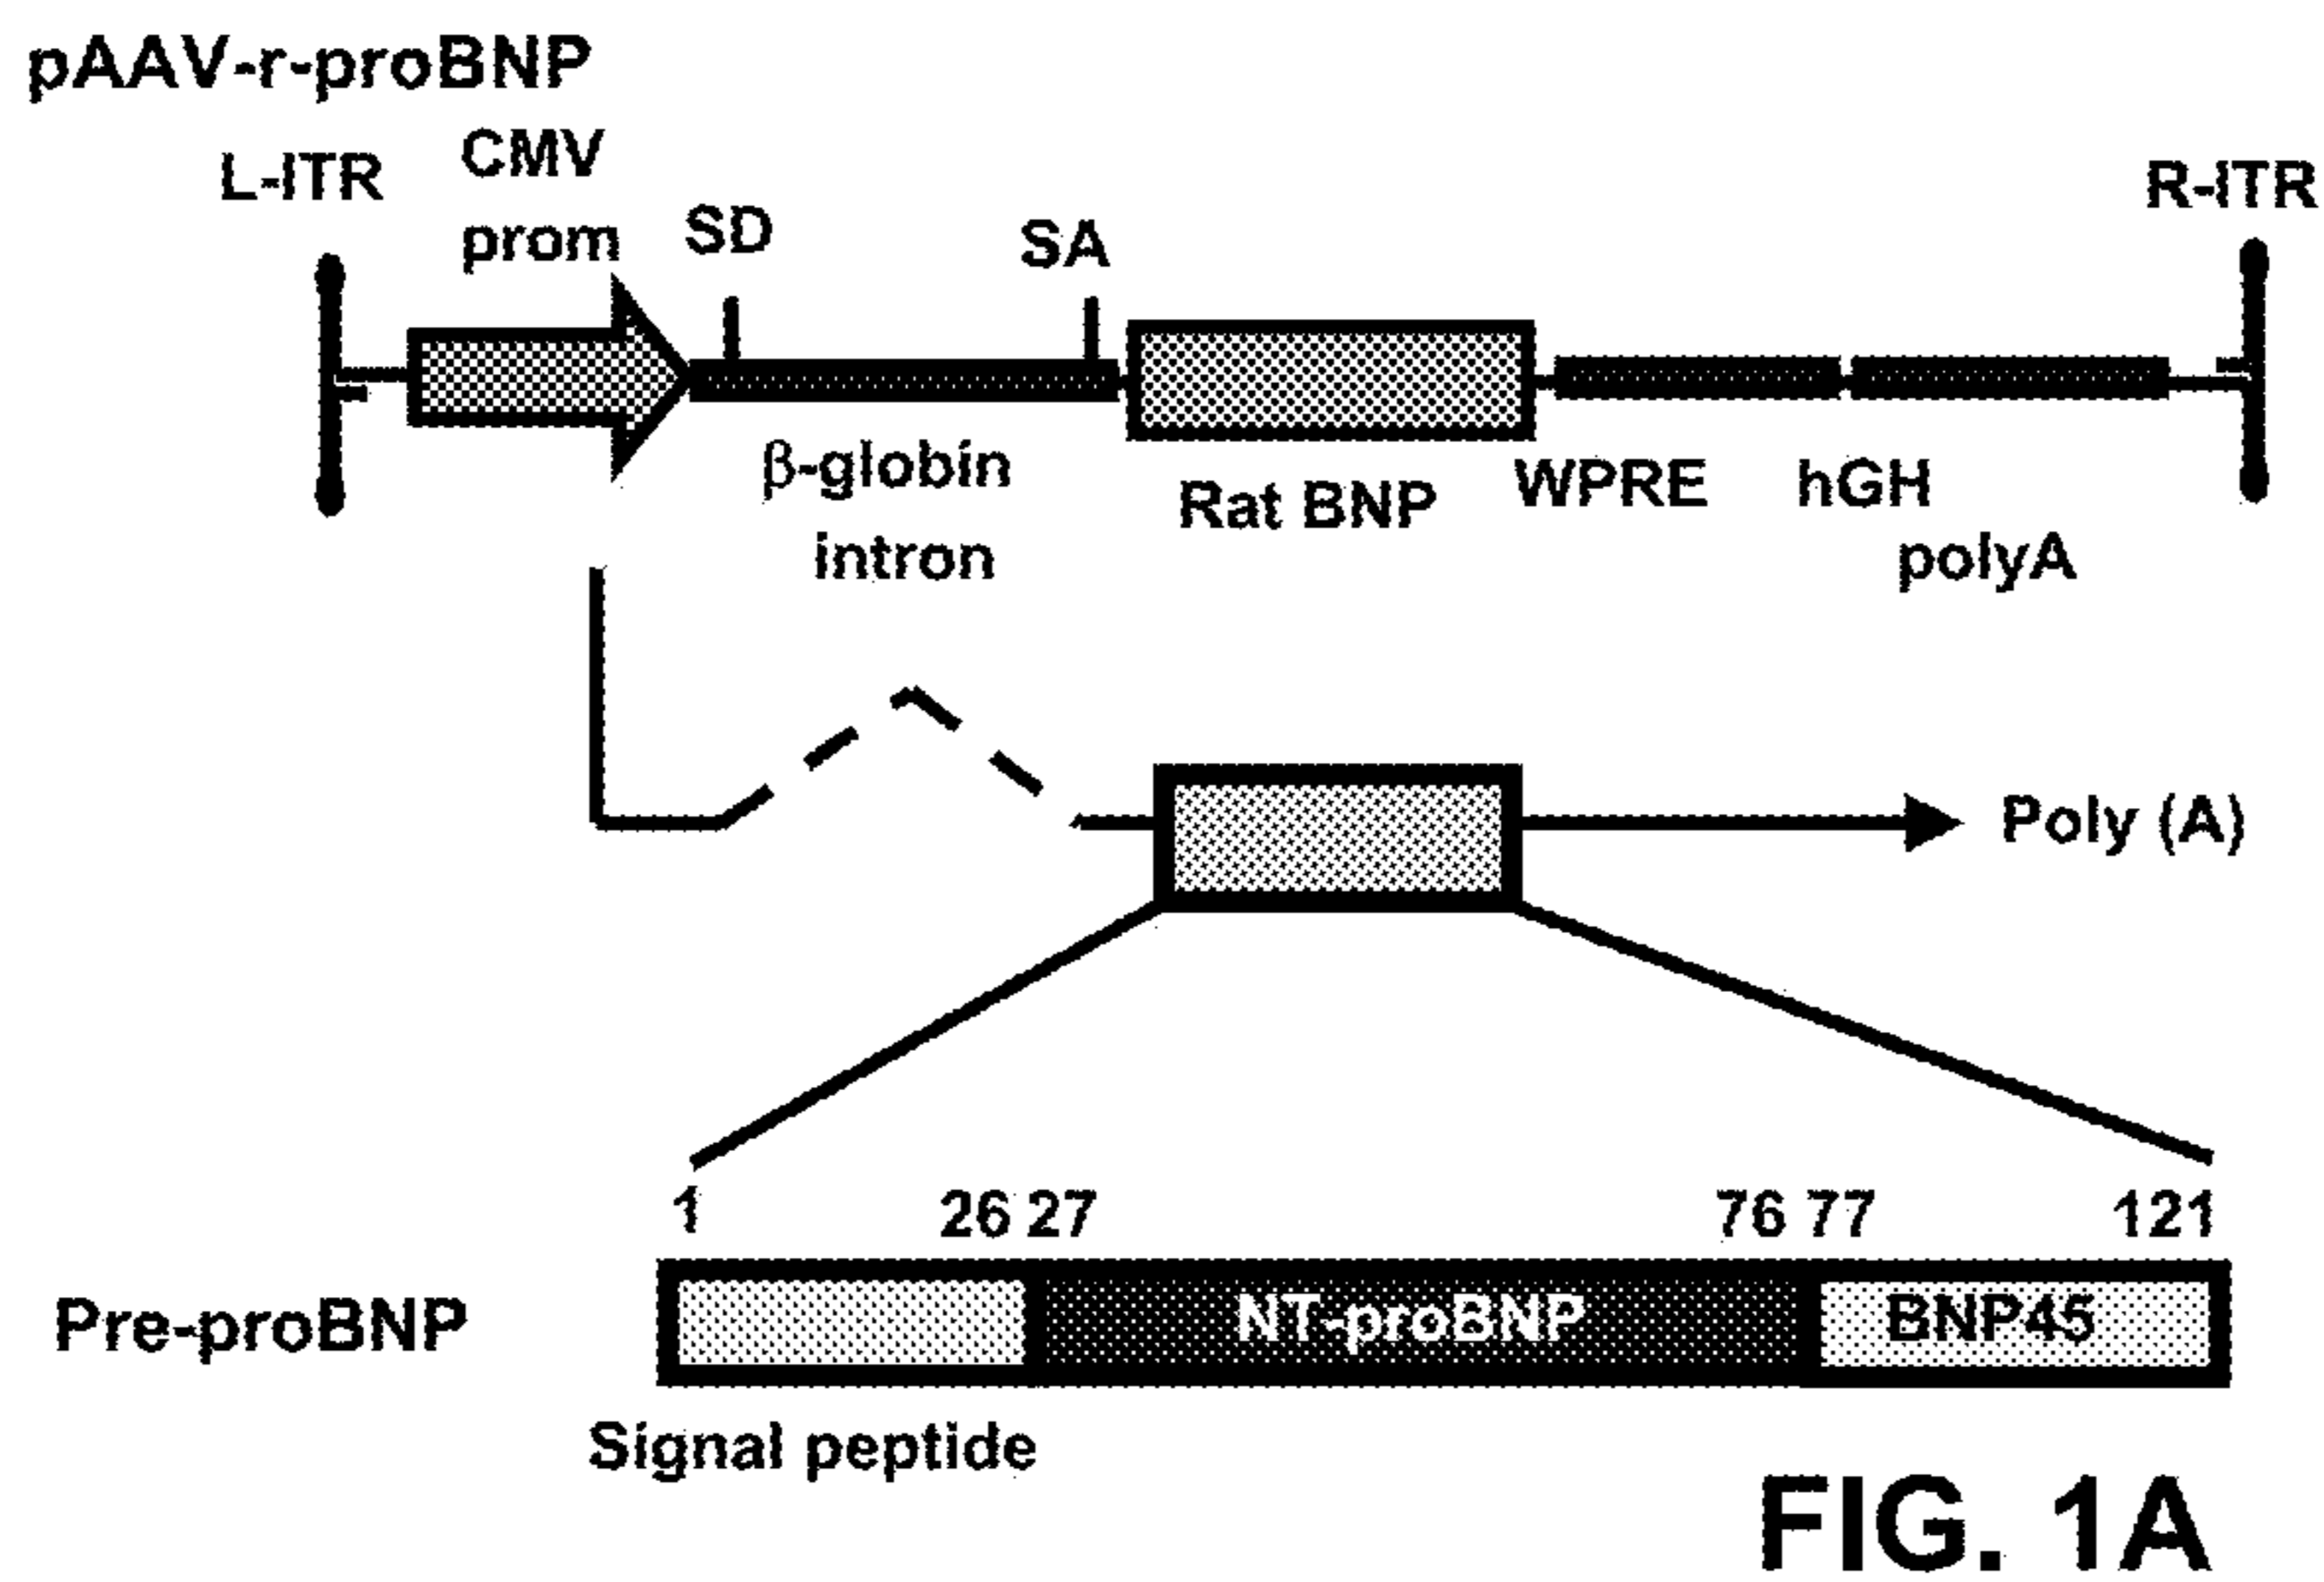 pAAV-r-proBNP
L-ITR
CMV
prom
SD
SA
R-ITR
β-globin
intron
Rat BNP
WPRE
hGH
polyA
Poly (A)
1
26 27
76 77
121
Pre-proBNP
NT-proBNP
BNP45
Signal peptide
FIG. 1A